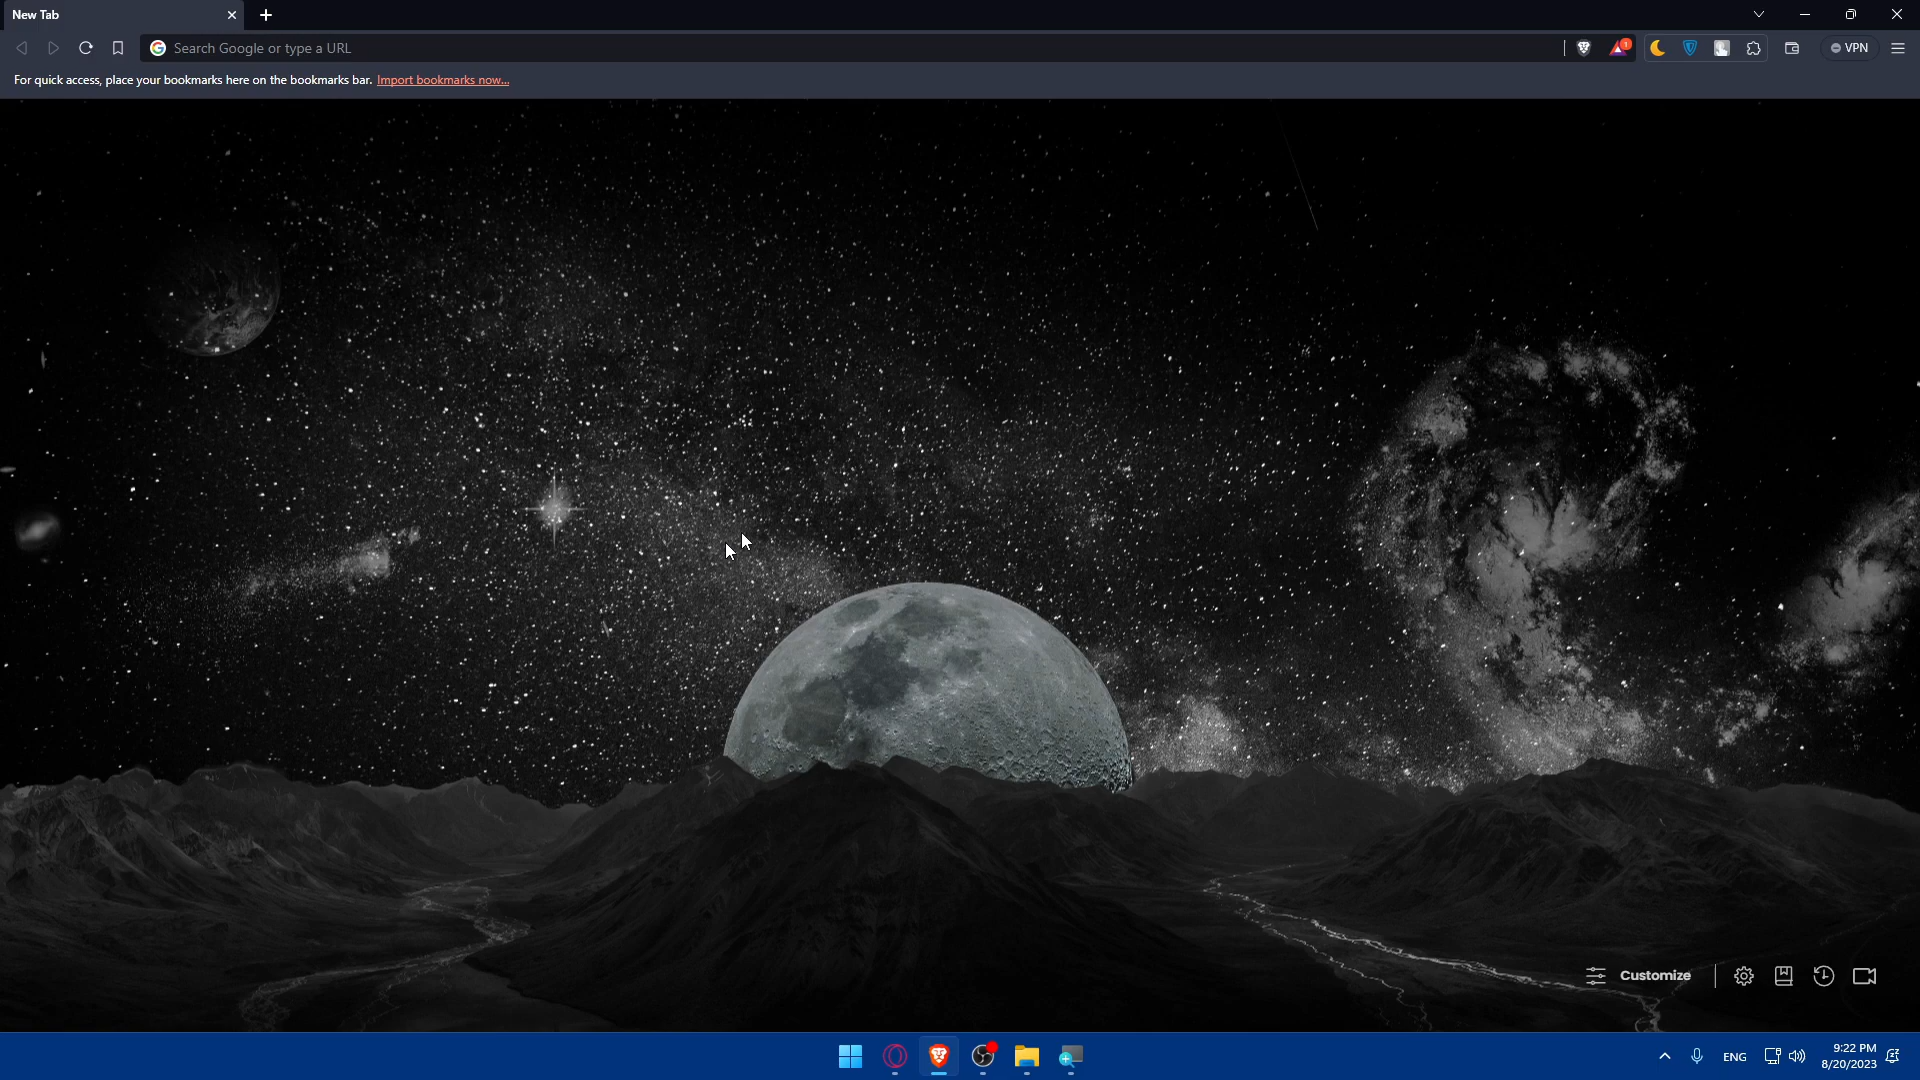 New Tab
Search Google or type a URL
1
VPN
For quick access, place your bookmarks here on the bookmarks bar. Import bookmarks now...
Customize
ENG
9:22 PM
8/20/2023